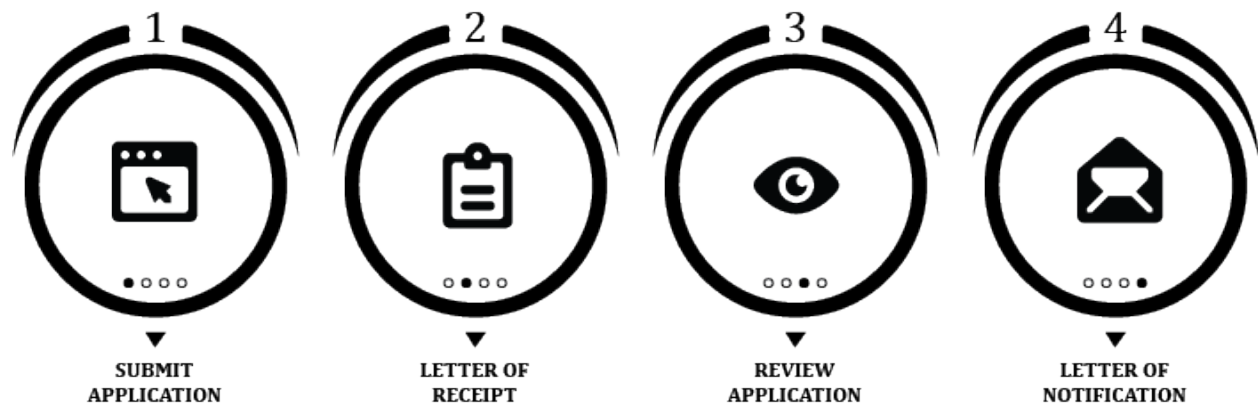 1
SUBMIT
APPLICATION
2
LETTER OF
RECEIPT
3
REVIEW
APPLICATION
4
LETTER OF
NOTIFICATION